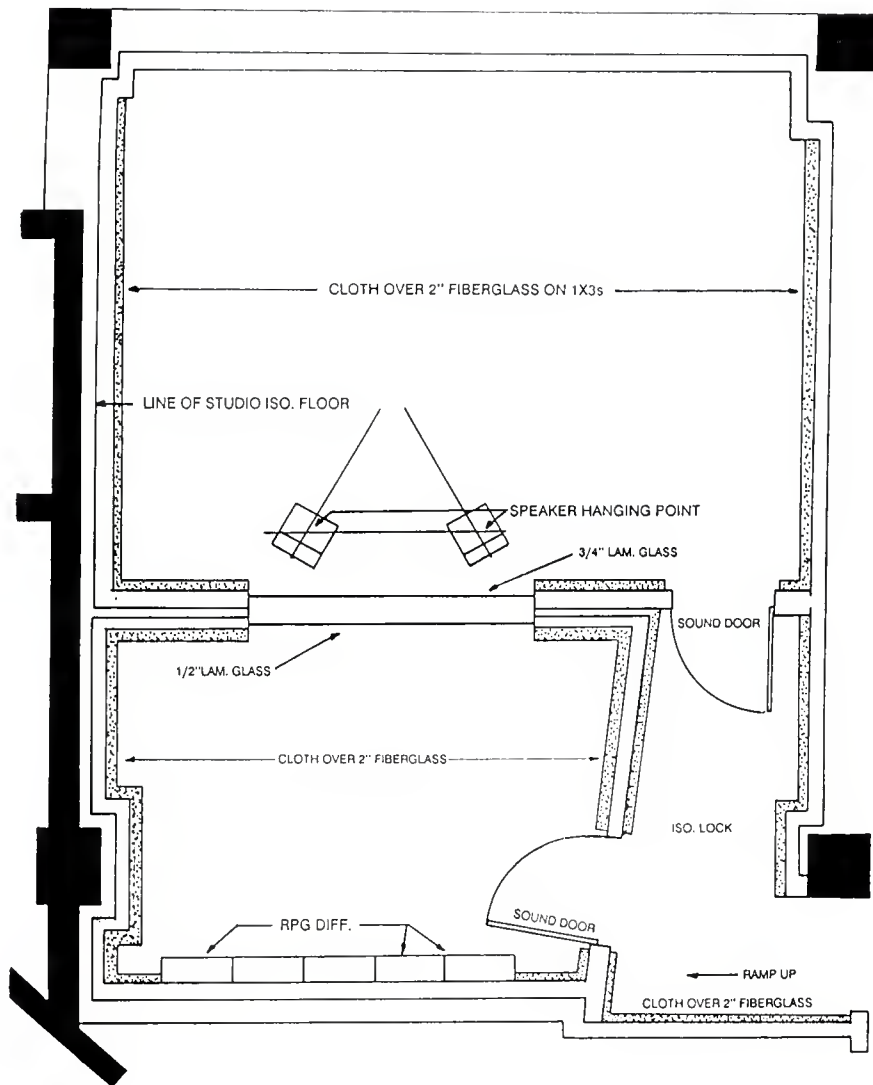 CLOTH OVER 2" FIBERGLASS ON 1X3s
LINE OF STUDIO ISO. FLOOR
SPEAKER HANGING POINT
3/4" LAM. GLASS
SOUND DOOR
1/2" LAM. GLASS
CLOTH OVER 2" FIBERGLASS
ISO. LOCK
RPG DIFF.
SOUND DOOR
RAMP UP
CLOTH OVER 2" FIBERGLASS